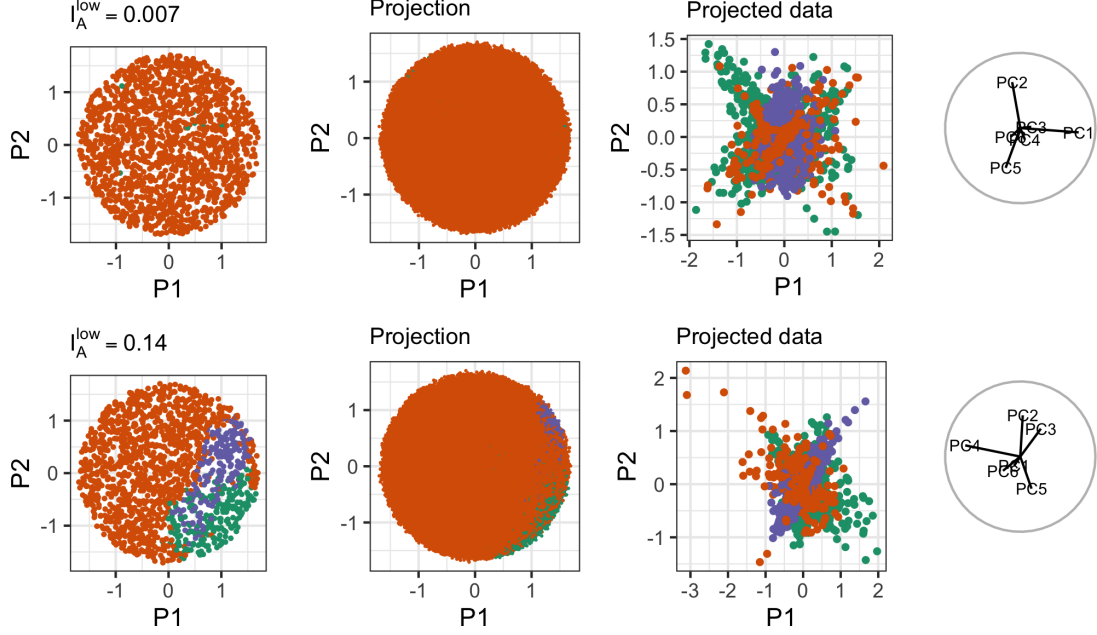 I_A^low = 0.007
Projection
Projected data
1
0
-1
P2
-1 0 1
P1
1
0
-1
P2
-1 0 1
P1
1.5
1.0
0.5
0.0
-0.5
-1.0
-1.5
P2
-2 -1 0 1 2
P1
PC2
PC3
PC1
PC4
PC5
I_A^low = 0.14
Projection
Projected data
1
0
-1
P2
-1 0 1
P1
1
0
-1
P2
-1 0 1
P1
2
1
0
-1
P2
-3 -2 -1 0 1 2
P1
PC2
PC3
PC4
PC6
PC5